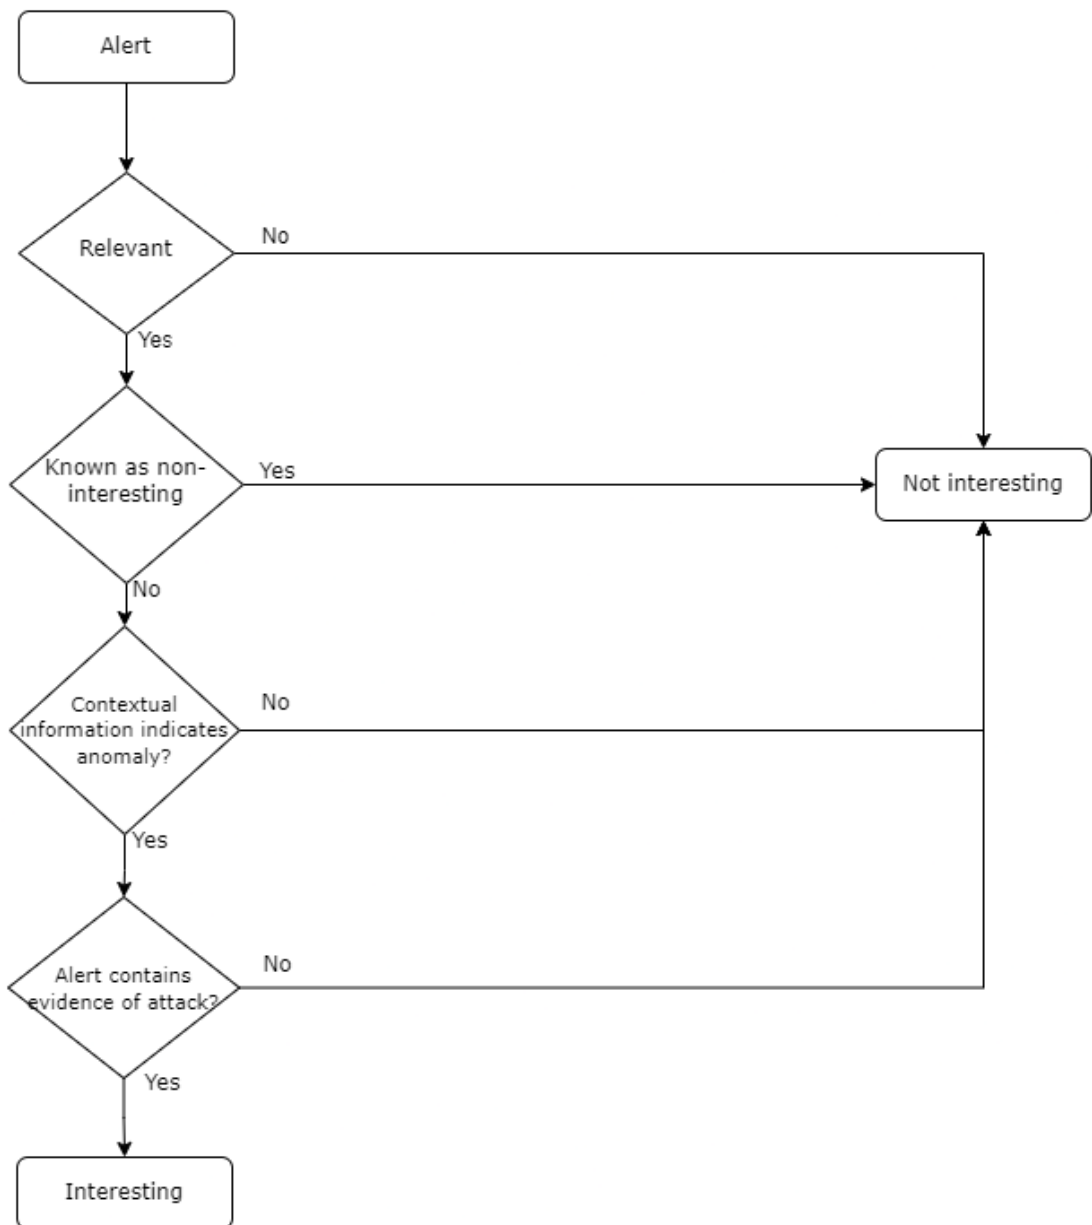 Alert
Relevant
No
Yes
Known as non-
interesting
Yes
Not interesting
No
Contextual
information indicates
anomaly?
No
Yes
Alert contains
evidence of attack?
No
Yes
Interesting